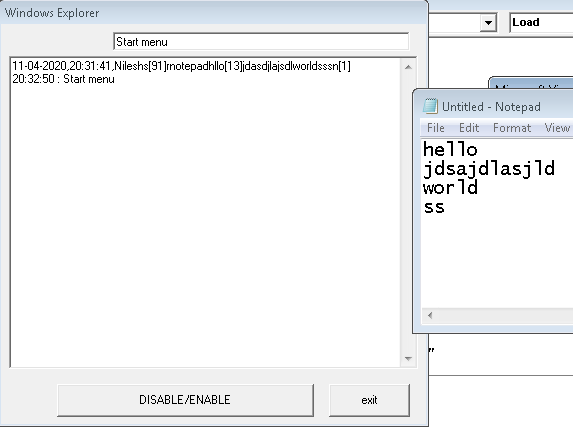 Windows Explorer
Start menu
11-04-2020,20:31:41,Nileshs[91]rnotepadhllo[13]jdasdjlajsdlworldsssn[1]
20:32:50 : Start menu
DISABLE/ENABLE
exit
Load
Untitled - Notepad
File Edit Format View
hello
jdsajdlasjld
world
ss
"